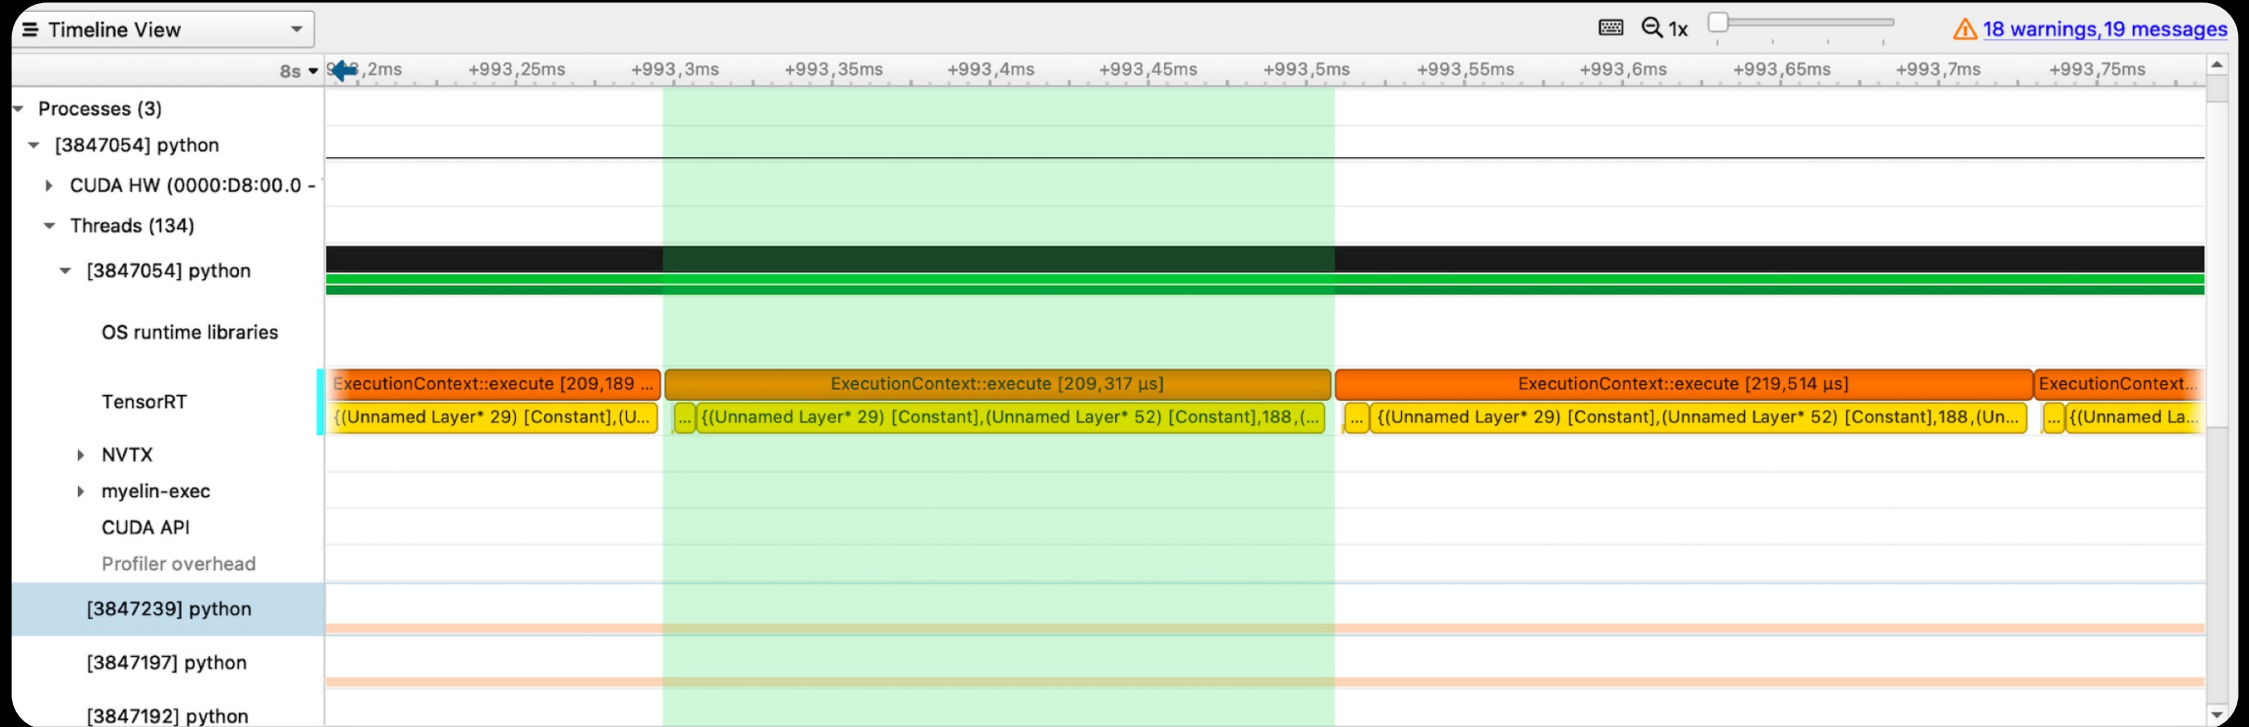 Timeline View 1x 18 warnings,19 messages
8s ,2ms +993,25ms +993,3ms +993,35ms +993,4ms +993,45ms +993,5ms +993,55ms +993,6ms +993,65ms +993,7ms +993,75ms
Processes (3)
[3847054] python
CUDA HW (0000:D8:00.0 -
Threads (134)
[3847054] python
OS runtime libraries
TensorRT
ExecutionContext::execute [209,189 ... ExecutionContext::execute [209,317 µs] ExecutionContext::execute [219,514 µs] ExecutionContext...
{(Unnamed Layer* 29) [Constant],(U... ... {(Unnamed Layer* 29) [Constant],(Unnamed Layer* 52) [Constant],188,(... ... {(Unnamed Layer* 29) [Constant],(Unnamed Layer* 52) [Constant],188,(Un... ... {(Unnamed La...
NVTX
myelin-exec
CUDA API
Profiler overhead
[3847239] python
[3847197] python
[3847192] python